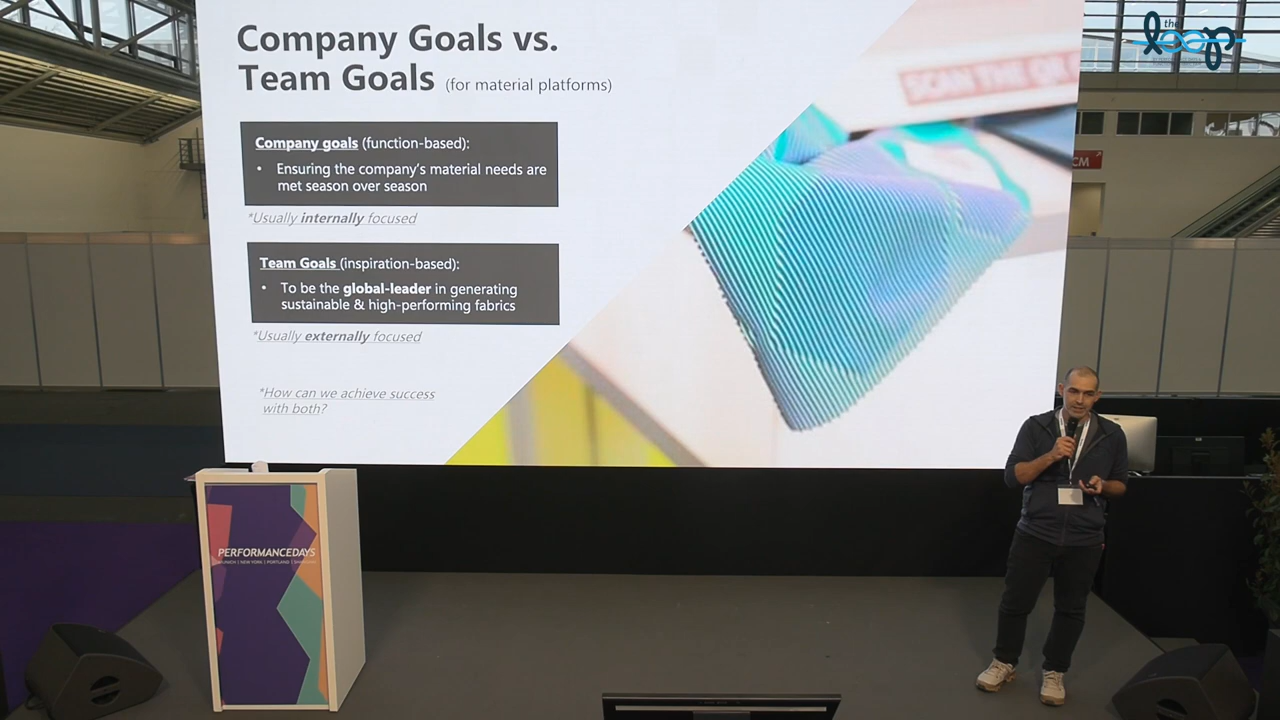 Company Goals vs.
Team Goals (for material platforms)
Company goals (function-based):
• Ensuring the company's material needs are
met season over season
*Usually internally focused
Team Goals (inspiration-based):
• To be the global-leader in generating
sustainable & high-performing fabrics
*Usually externally focused
*How can we achieve success
with both?
SCAN THE QR
the
loop
CM
PERFORMANCEDAYS
MUNICH | NEW YORK | PORTLAND |